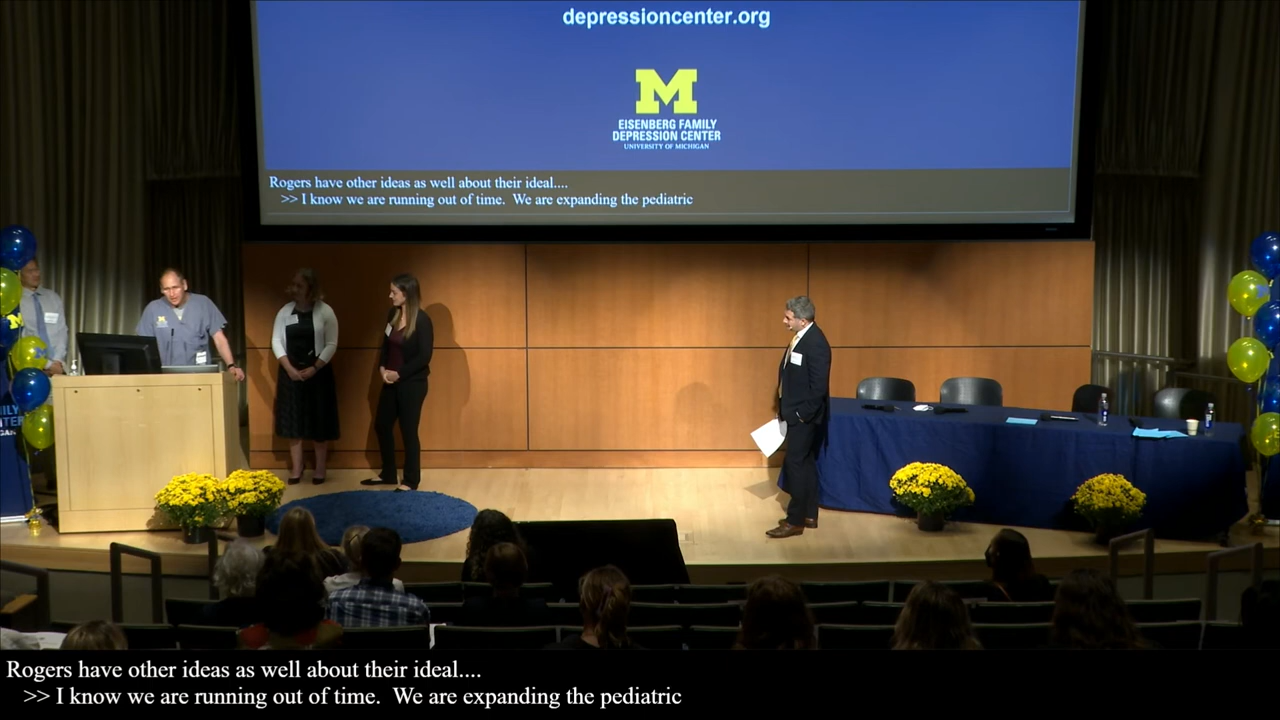 depressioncenter.org
M
EISENBERG FAMILY
DEPRESSION CENTER
UNIVERSITY OF MICHIGAN
Rogers have other ideas as well about their ideal....
>> I know we are running out of time.  We are expanding the pediatric
M
M
Rogers have other ideas as well about their ideal....
>> I know we are running out of time.  We are expanding the pediatric